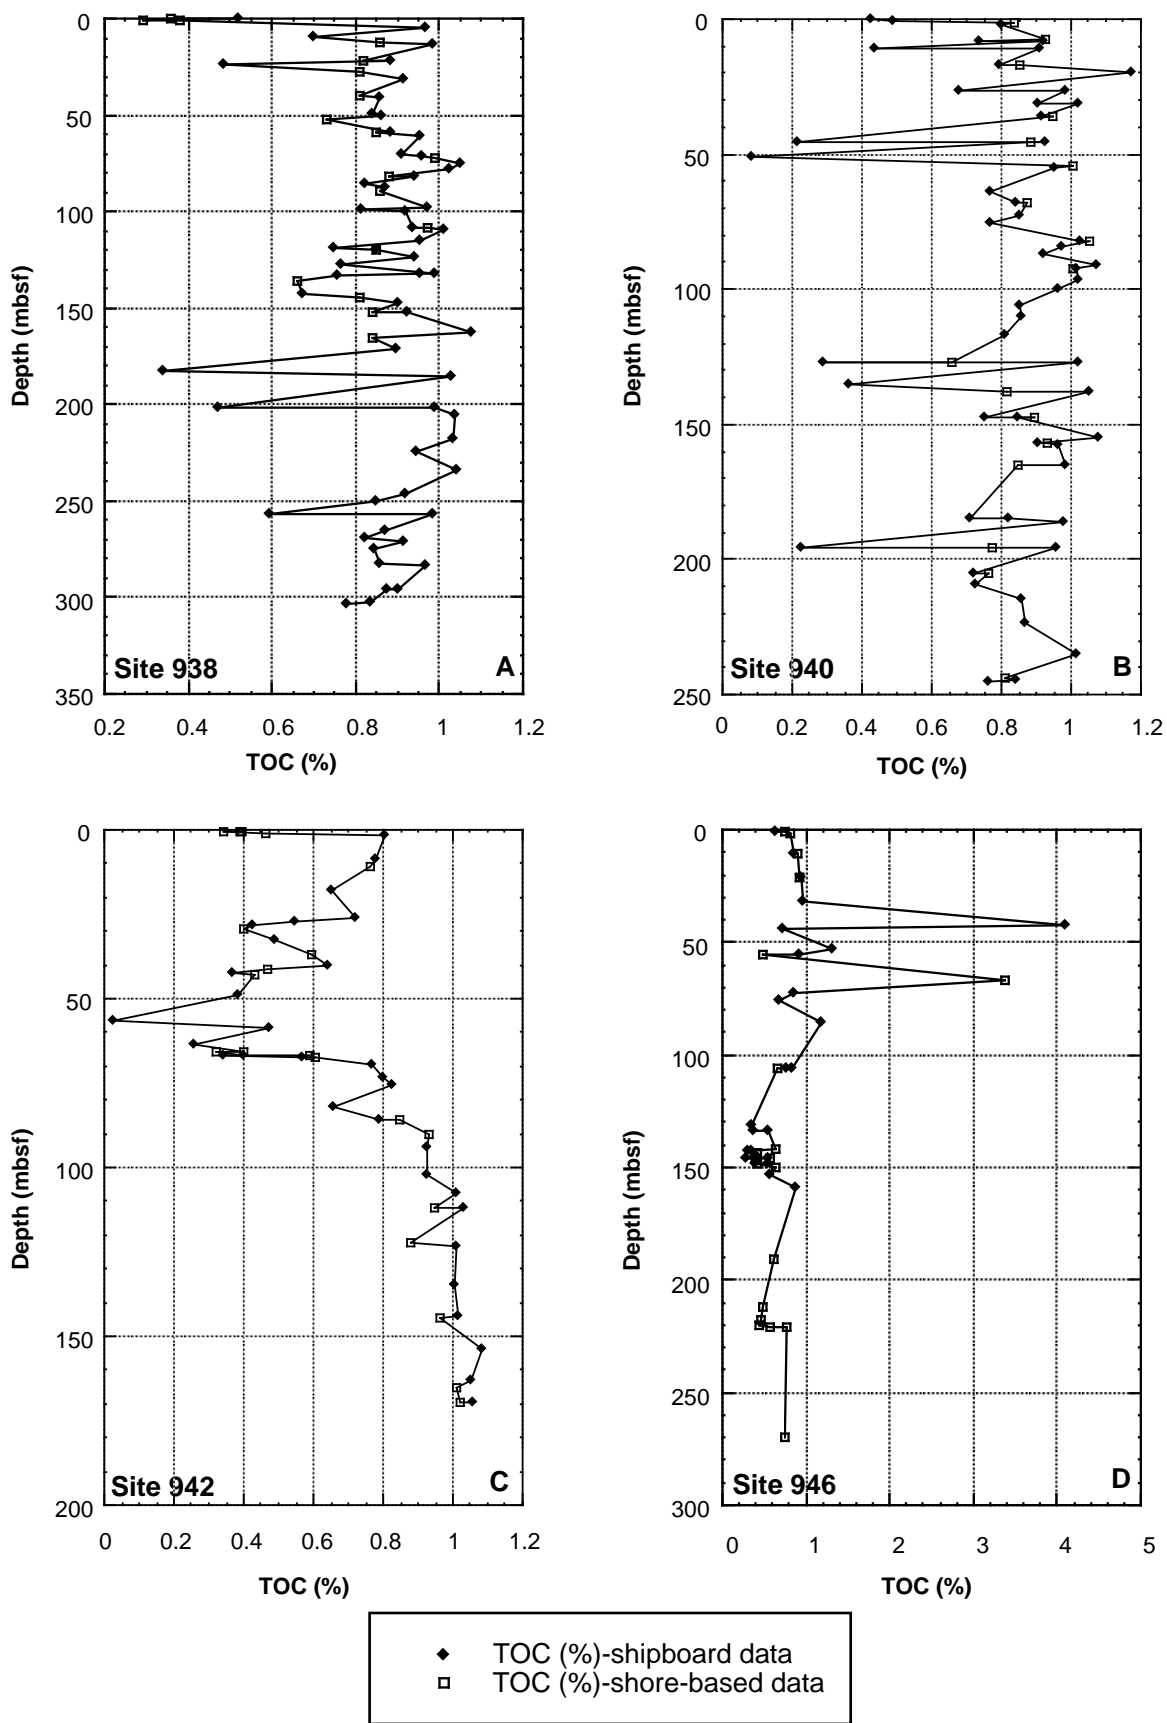 0
50
100
150
200
250
300
350
Depth (mbsf)
Site 938
A
0.2 0.4 0.6 0.8 1 1.2
TOC (%)
0
50
100
150
200
250
Depth (mbsf)
Site 940
B
0 0.2 0.4 0.6 0.8 1 1.2
TOC (%)
0
50
100
150
200
Depth (mbsf)
Site 942
C
0 0.2 0.4 0.6 0.8 1 1.2
TOC (%)
0
50
100
150
200
250
300
Depth (mbsf)
Site 946
D
0 1 2 3 4 5
TOC (%)
TOC (%)-shipboard data
TOC (%)-shore-based data